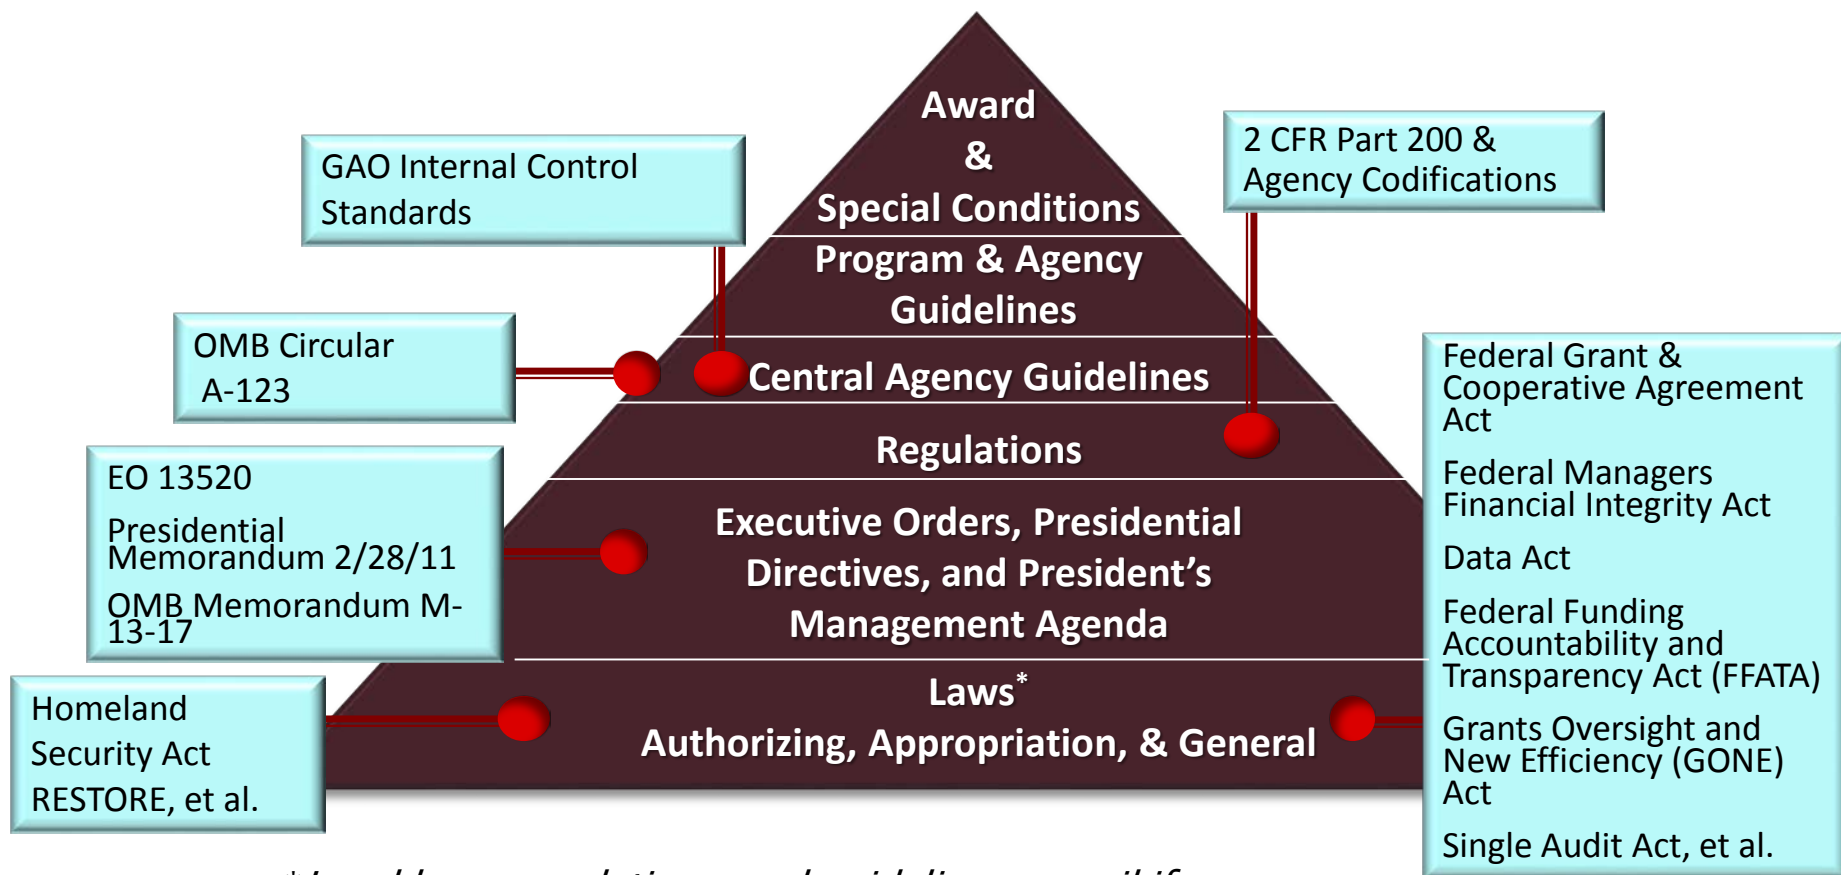 Award
&
Special Conditions
Program & Agency
Guidelines
Central Agency Guidelines
Regulations
Executive Orders, Presidential
Directives, and President’s
Management Agenda
Laws*
Authorizing, Appropriation, & General
GAO Internal Control
Standards
OMB Circular
A-123
EO 13520
Presidential
Memorandum 2/28/11
OMB Memorandum M-
13-17
Homeland
Security Act
RESTORE, et al.
2 CFR Part 200 &
Agency Codifications
Federal Grant &
Cooperative Agreement
Act
Federal Managers
Financial Integrity Act
Data Act
Federal Funding
Accountability and
Transparency Act (FFATA)
Grants Oversight and
New Efficiency (GONE)
Act
Single Audit Act, et al.